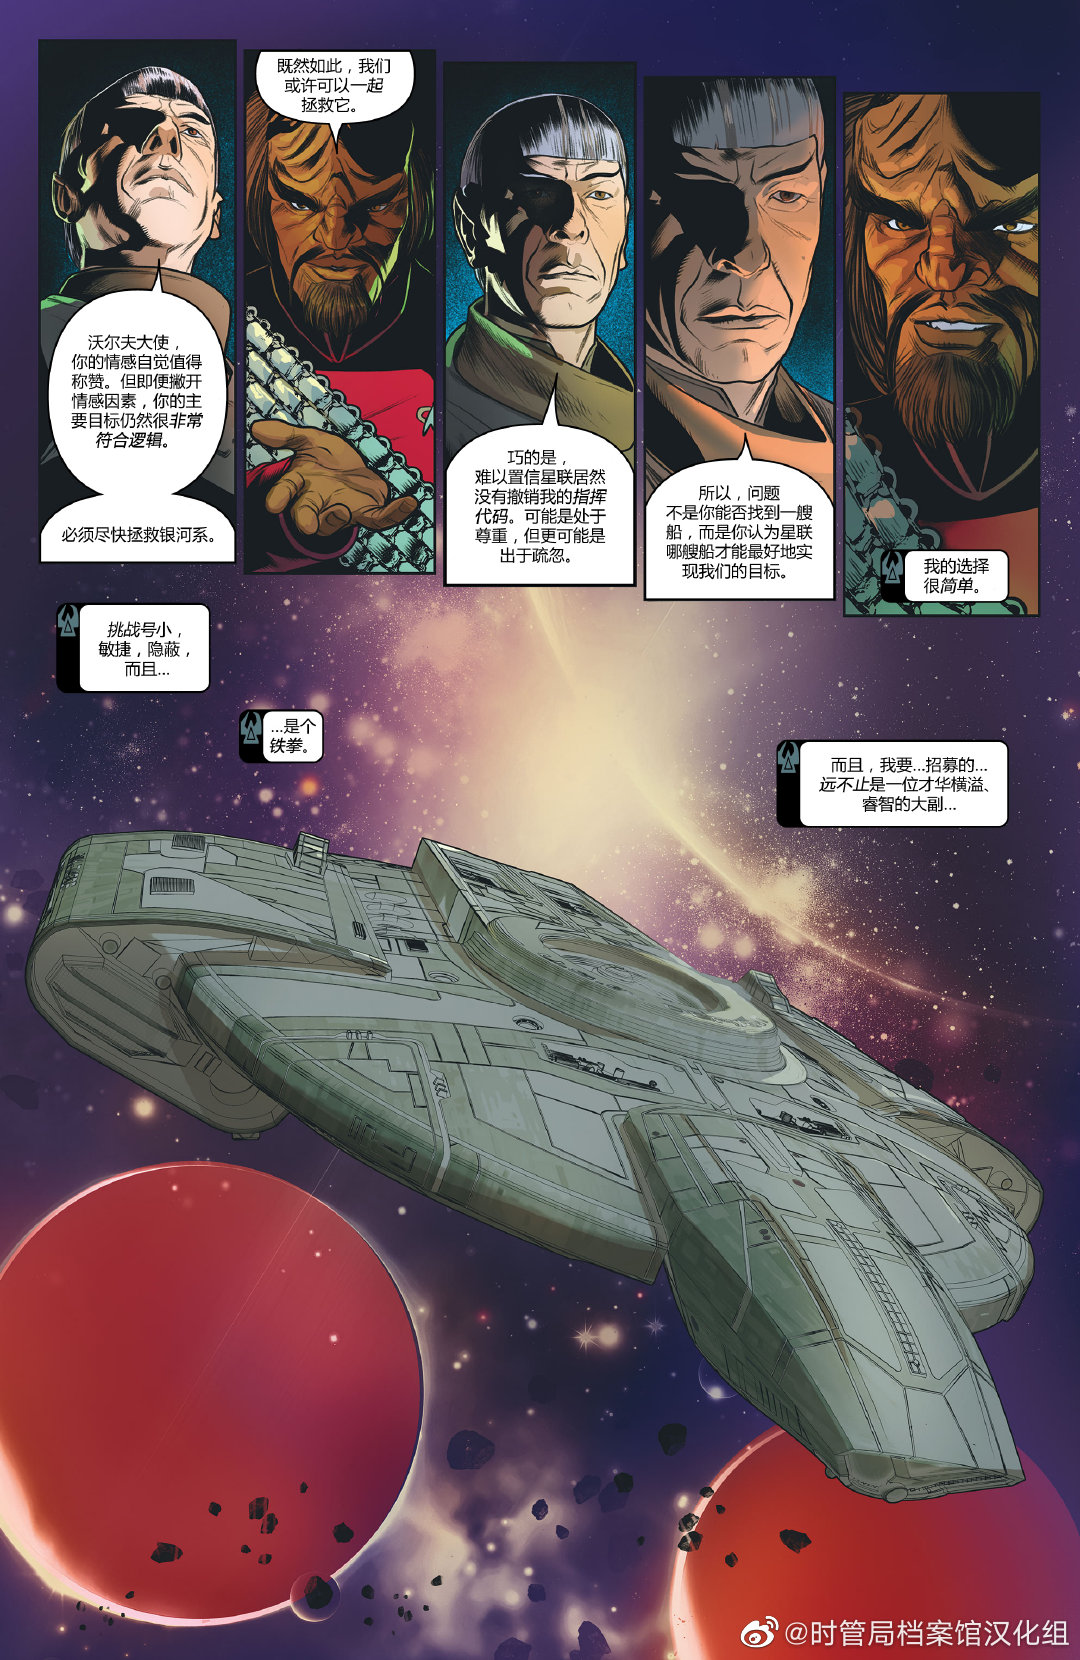 沃尔夫大使，
你的情感自觉值得
称赞。但即便撇开
情感因素，你的主
要目标仍然很非常
符合逻辑。
必须尽快拯救银河系。
既然如此，我们
或许可以一起
拯救它。
巧的是，
难以置信星联居然
没有撤销我的指挥
代码。可能是处于
尊重，但更可能是
出于疏忽。
所以，问题
不是你能否找到一艘
船，而是你认为星联
哪艘船才能最好地实
现我们的目标。
我的选择
很简单。
挑战号小，
敏捷，隐蔽，
而且...
...是个
铁拳。
而且，我要...招募的...
远不止是一位才华横溢、
睿智的大副...
@时管局档案馆汉化组